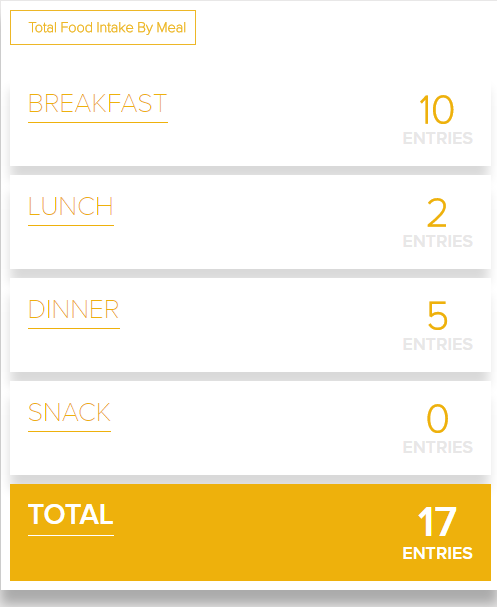 Total Food Intake By Meal
BREAKFAST
10
ENTRIES
LUNCH
2
ENTRIES
DINNER
5
ENTRIES
SNACK
0
ENTRIES
TOTAL
17
ENTRIES